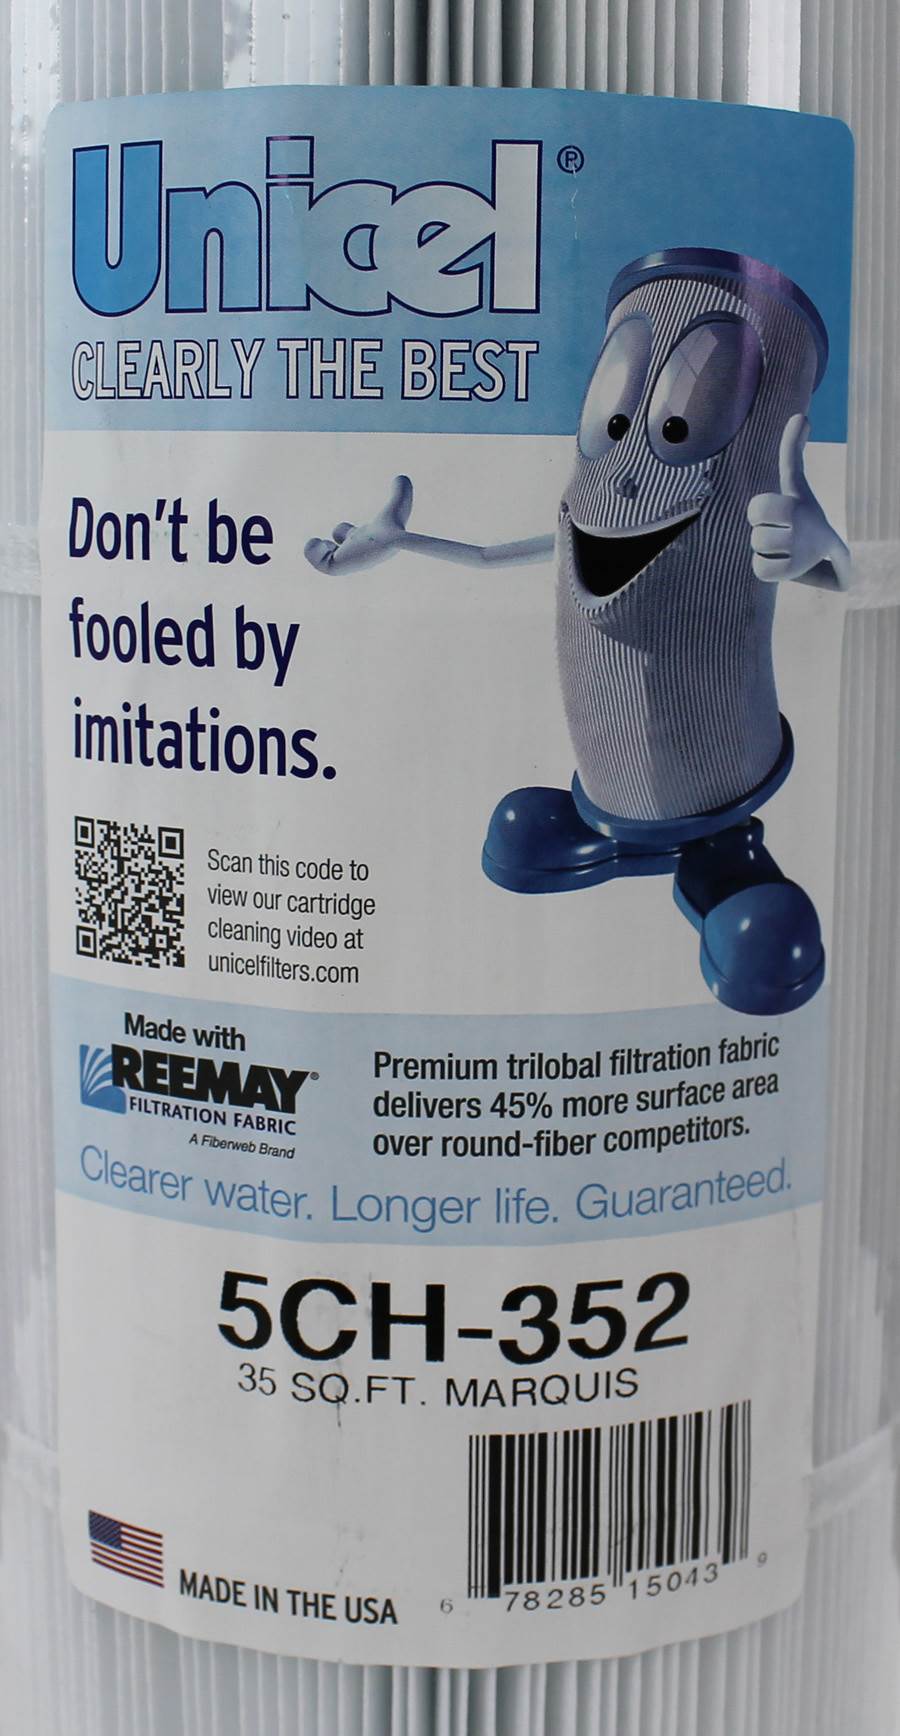 Unicel®
CLEARLY THE BEST
Don't be
fooled by
imitations.
Scan this code to
view our cartridge
cleaning video at
unicelfilters.com
Made with
REEMAY®
FILTRATION FABRIC
A Fiberweb Brand
Premium trilobal filtration fabric
delivers 45% more surface area
over round-fiber competitors.
Clearer water. Longer life. Guaranteed.
5CH-352
35 SQ.FT. MARQUIS
MADE IN THE USA
6 78285 15043 9